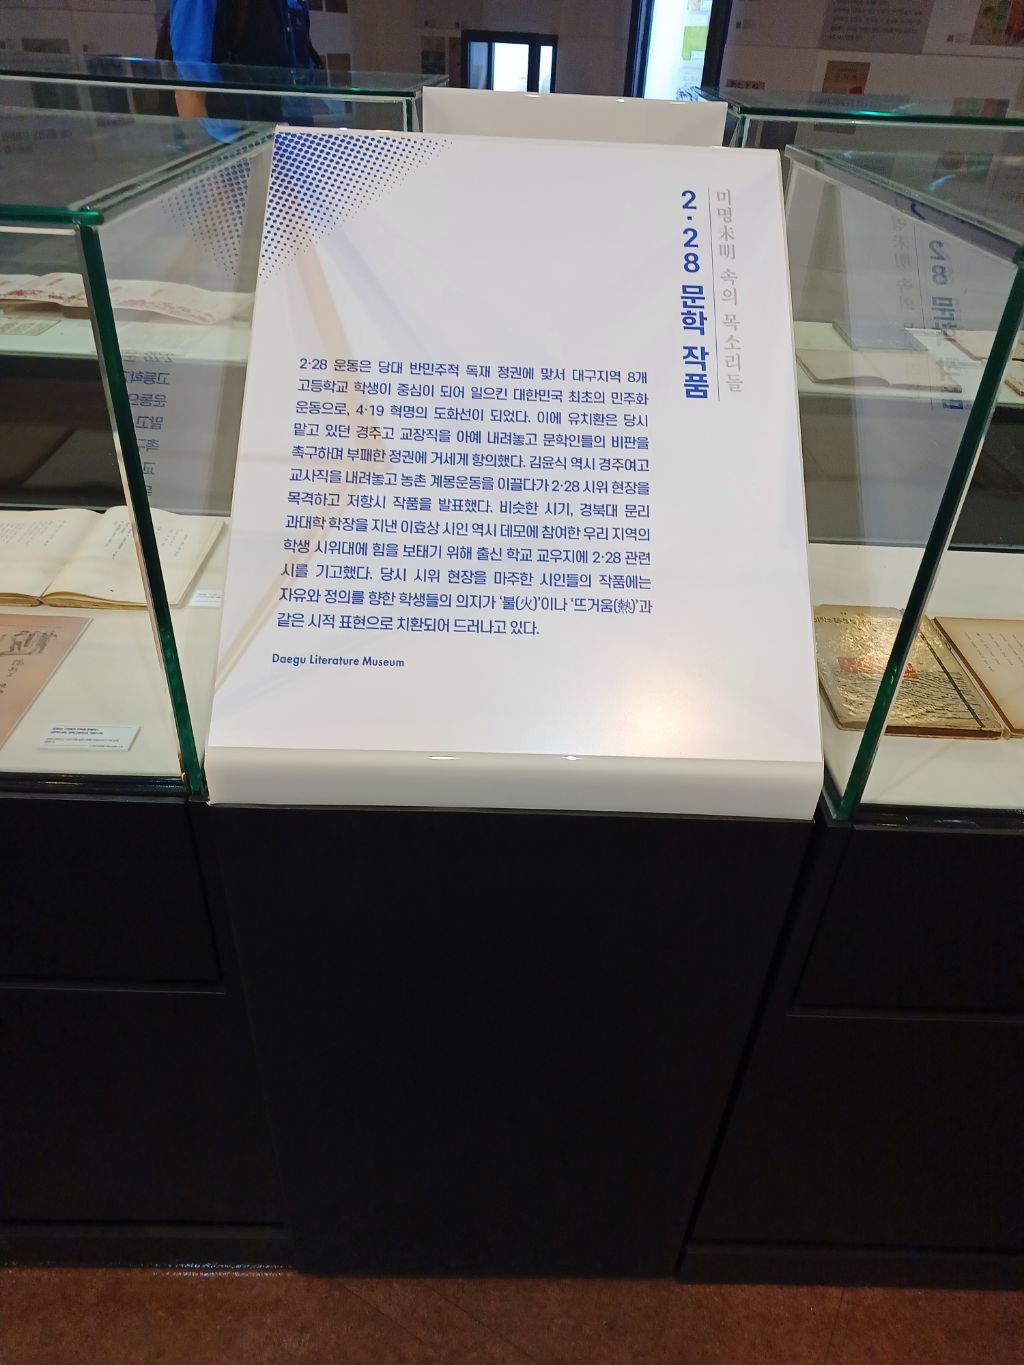 미명未明 속의 목소리들
2·28 문학 작품
2·28 운동은 당대 반민주적 독재 정권에 맞서 대구지역 8개
고등학교 학생이 중심이 되어 일으킨 대한민국 최초의 민주화
운동으로, 4·19 혁명의 도화선이 되었다. 이에 유치환은 당시
맡고 있던 경주고 교장직을 아예 내려놓고 문학인들의 비판을
촉구하며 부패한 정권에 거세게 항의했다. 김윤식 역시 경주여고
교사직을 내려놓고 농촌 계몽운동을 이끌다가 2·28 시위 현장을
목격하고 저항시 작품을 발표했다. 비슷한 시기, 경북대 문리
과대학 학장을 지낸 이효상 시인 역시 데모에 참여한 우리 지역의
학생 시위대에 힘을 보태기 위해 출신 학교 교우지에 2·28 관련
시를 기고했다. 당시 시위 현장을 마주한 시인들의 작품에는
자유와 정의를 향한 학생들의 의지가 ‘불(火)’이나 ‘뜨거움(熱)’과
같은 시적 표현으로 치환되어 드러나고 있다.
Daegu Literature Museum